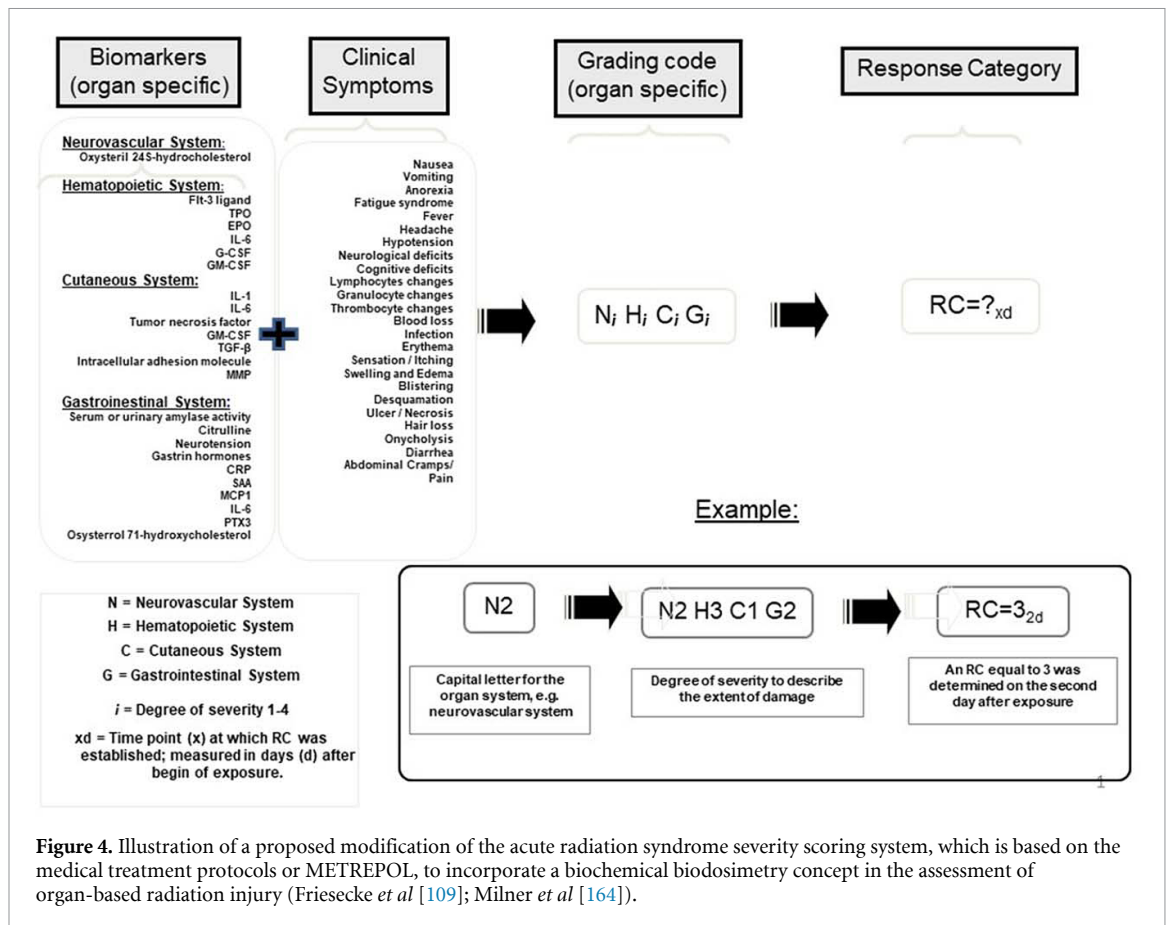 Biomarkers
(organ specific)
Clinical
Symptoms
Grading code
(organ specific)
Response Category
Neurovascular System:
Oxysteril 24S-hydrocholesterol
Hematopoietic System:
Flt-3 ligand
TPO
EPO
IL-6
G-CSF
GM-CSF
Cutaneous System:
IL-1
IL-6
Tumor necrosis factor
GM-CSF
TGF-β
Intracellular adhesion molecule
MMP
Gastroinestinal System:
Serum or urinary amylase activity
Citrulline
Neurotension
Gastrin hormones
CRP
SAA
MCP1
IL-6
PTX3
Osysterrol 71-hydroxycholesterol
Nausea
Vomiting
Anorexia
Fatigue syndrome
Fever
Headache
Hypotension
Neurological deficits
Cognitive deficits
Lymphocytes changes
Granulocyte changes
Thrombocyte changes
Blood loss
Infection
Erythema
Sensation / Itching
Swelling and Edema
Blistering
Desquamation
Ulcer / Necrosis
Hair loss
Onycholysis
Diarrhea
Abdominal Cramps/
Pain
Ni Hi Ci Gi
RC=?xd
Example:
N = Neurovascular System
H = Hematopoietic System
C = Cutaneous System
G = Gastrointestinal System
i = Degree of severity 1-4
xd = Time point (x) at which RC was
established; measured in days (d) after
begin of exposure.
N2
N2 H3 C1 G2
RC=32d
Capital letter for the
organ system, e.g.
neurovascular system
Degree of severity to describe
the extent of damage
An RC equal to 3 was
determined on the second
day after exposure
1
Figure 4. Illustration of a proposed modification of the acute radiation syndrome severity scoring system, which is based on the
medical treatment protocols or METREPOL, to incorporate a biochemical biodosimetry concept in the assessment of
organ-based radiation injury (Friesecke et al [109]; Milner et al [164]).